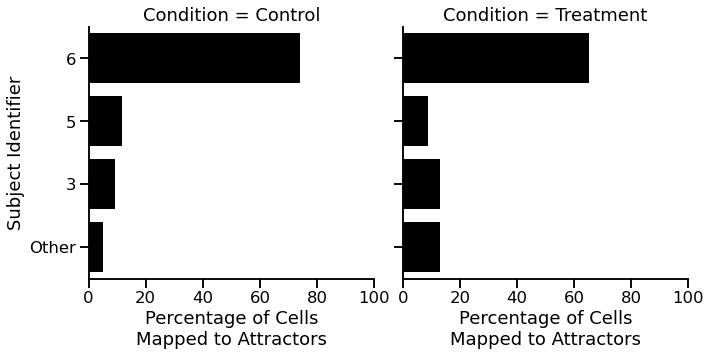 Condition = Control
Condition = Treatment
Subject Identifier
6
5
3
Other
0 20 40 60 80 100
0 20 40 60 80 100
Percentage of Cells
Mapped to Attractors
Percentage of Cells
Mapped to Attractors